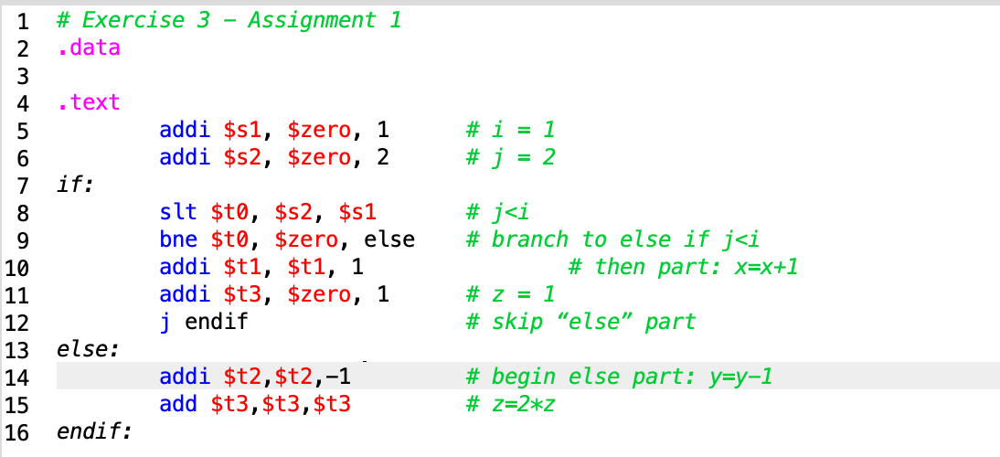 1 # Exercise 3 – Assignment 1
2 .data
3
4 .text
5 addi $s1, $zero, 1 # i = 1
6 addi $s2, $zero, 2 # j = 2
7 if:
8 slt $t0, $s2, $s1 # j<i
9 bne $t0, $zero, else # branch to else if j<i
10 addi $t1, $t1, 1 # then part: x=x+1
11 addi $t3, $zero, 1 # z = 1
12 j endif # skip “else” part
13 else:
14 addi $t2,$t2,−1 # begin else part: y=y−1
15 add $t3,$t3,$t3 # z=2*z
16 endif: